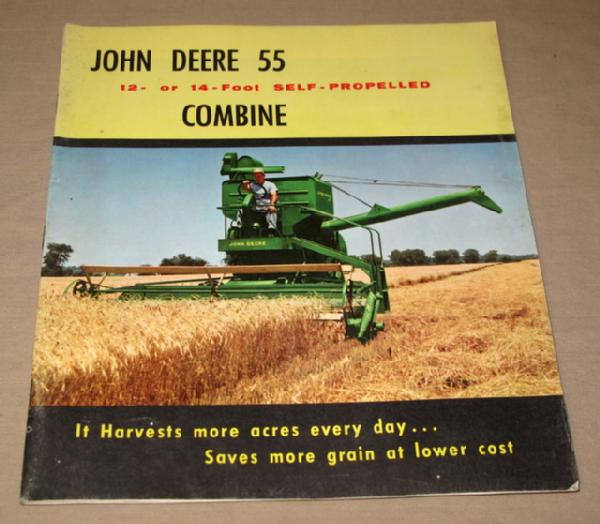 JOHN DEERE 55
12- or 14-Foot SELF-PROPELLED
COMBINE
JOHN DEERE
It Harvests more acres every day...
Saves more grain at lower cost